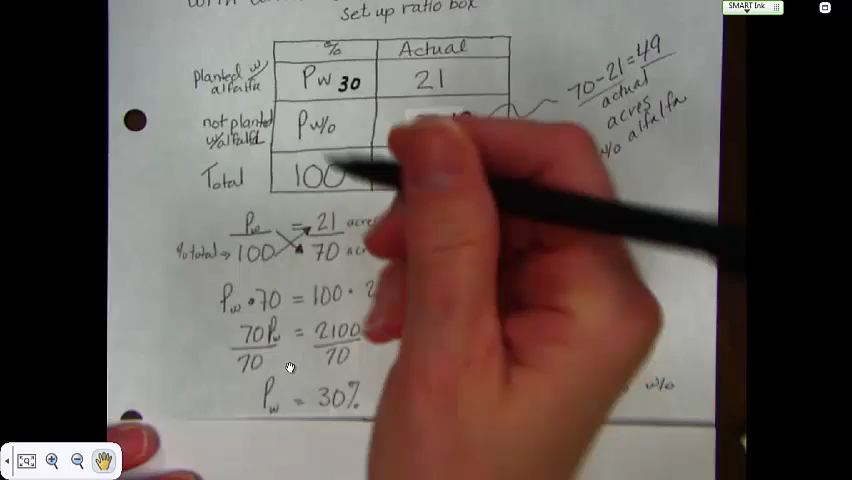 SMART Ink
set up ratio box
% Actual
planted w/ alfalfa Pw 30 21
not planted w/alfalfa Pw/o
Total 100
70-21=49
actual
acres
w/o alfalfa
Pw = 21 acres
% total → 100 70
Pw • 70 = 100 • 2
70Pw = 2100
70 70
Pw = 30%
w/o